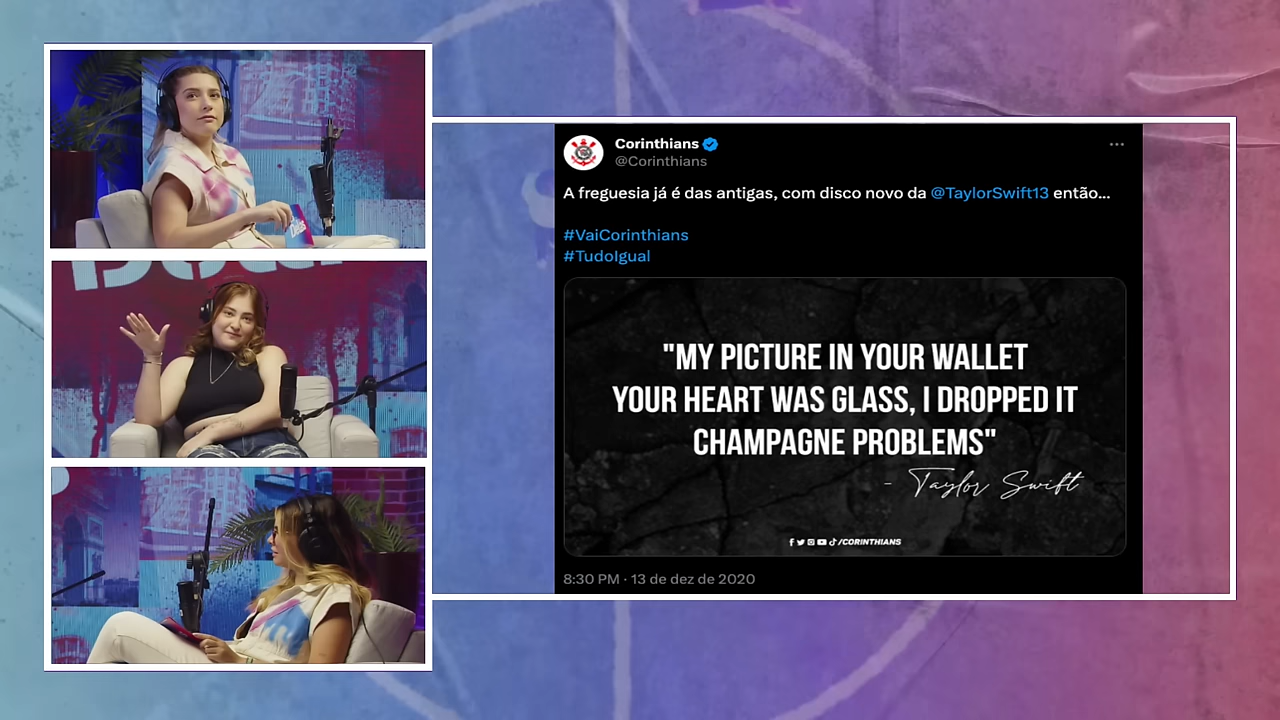 Corinthians
@Corinthians
A freguesia já é das antigas, com disco novo da @TaylorSwift13 então...
#VaiCorinthians
#TudoIgual
"MY PICTURE IN YOUR WALLET
YOUR HEART WAS GLASS, I DROPPED IT
CHAMPAGNE PROBLEMS"
- Taylor Swift
/CORINTHIANS
8:30 PM · 13 de dez de 2020